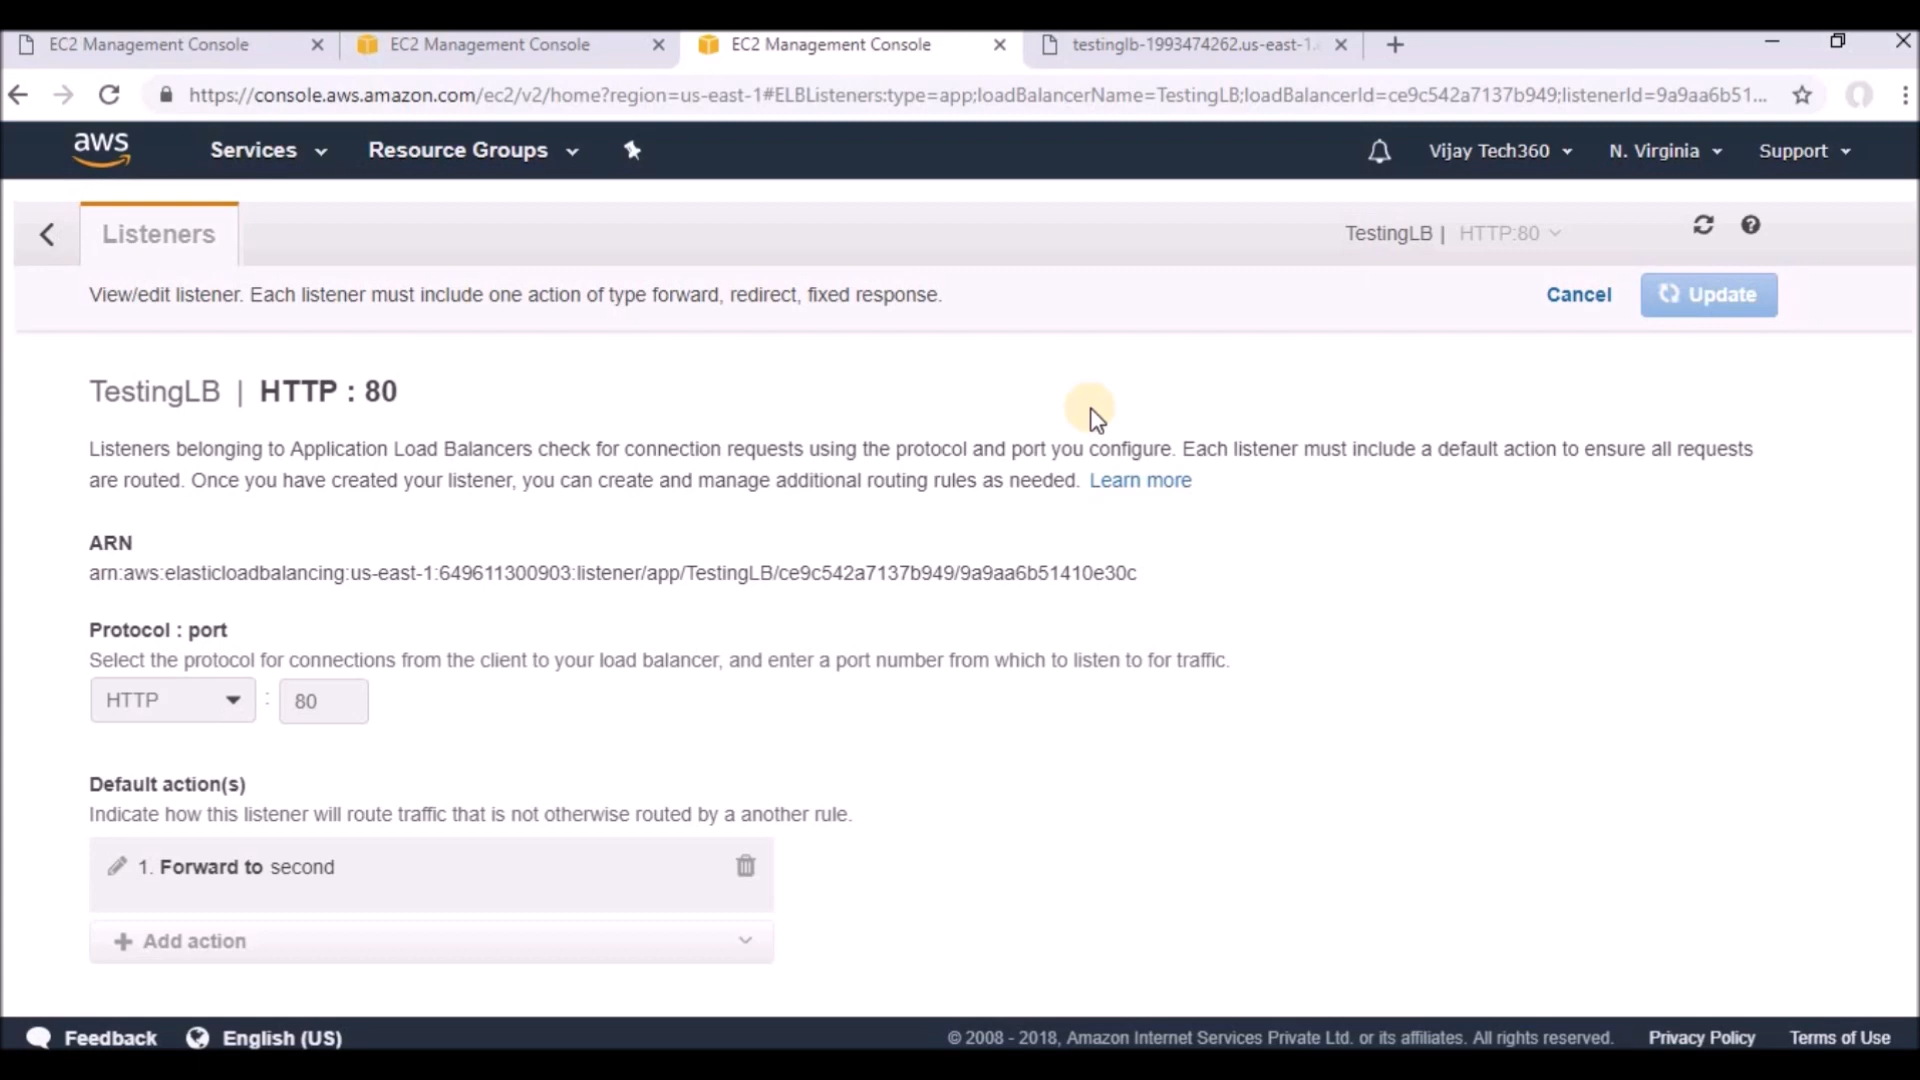 EC2 Management Console
EC2 Management Console
EC2 Management Console
testinglb-1993474262.us-east-1.
https://console.aws.amazon.com/ec2/v2/home?region=us-east-1#ELBListeners:type=app;loadBalancerName=TestingLB;loadBalancerId=ce9c542a7137b949;listenerId=9a9aa6b51...
aws
Services
Resource Groups
Vijay Tech360
N. Virginia
Support
Listeners
TestingLB | HTTP:80
View/edit listener. Each listener must include one action of type forward, redirect, fixed response.
Cancel
Update
TestingLB | HTTP : 80
Listeners belonging to Application Load Balancers check for connection requests using the protocol and port you configure. Each listener must include a default action to ensure all requests
are routed. Once you have created your listener, you can create and manage additional routing rules as needed. Learn more
ARN
arn:aws:elasticloadbalancing:us-east-1:649611300903:listener/app/TestingLB/ce9c542a7137b949/9a9aa6b51410e30c
Protocol : port
Select the protocol for connections from the client to your load balancer, and enter a port number from which to listen to for traffic.
HTTP : 80
Default action(s)
Indicate how this listener will route traffic that is not otherwise routed by a another rule.
1. Forward to second
Add action
Feedback
English (US)
© 2008 - 2018, Amazon Internet Services Private Ltd. or its affiliates. All rights reserved.
Privacy Policy
Terms of Use